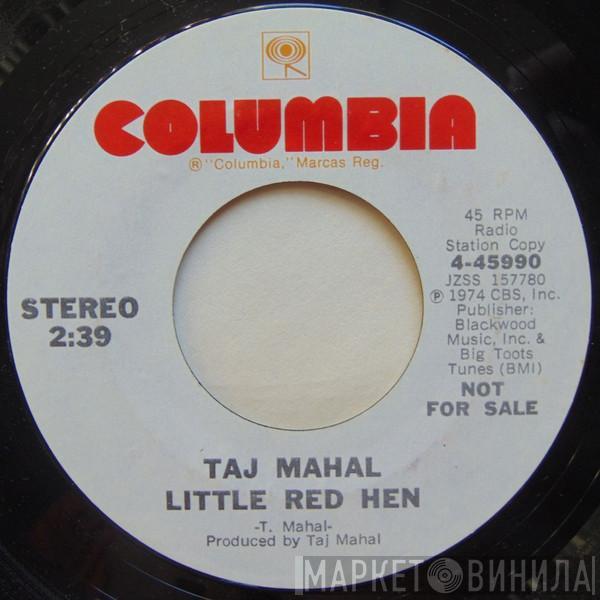 COLUMBIA
® "Columbia," Marcas Reg.
45 RPM
Radio
Station Copy
4-45990
JZSS 157780
℗ 1974 CBS, Inc.
Publisher:
Blackwood
Music, Inc. &
Big Toots
Tunes (BMI)
NOT
FOR SALE
STEREO
2:39
TAJ MAHAL
LITTLE RED HEN
-T. Mahal-
Produced by Taj Mahal
МАРКЕТ ВИНИЛА